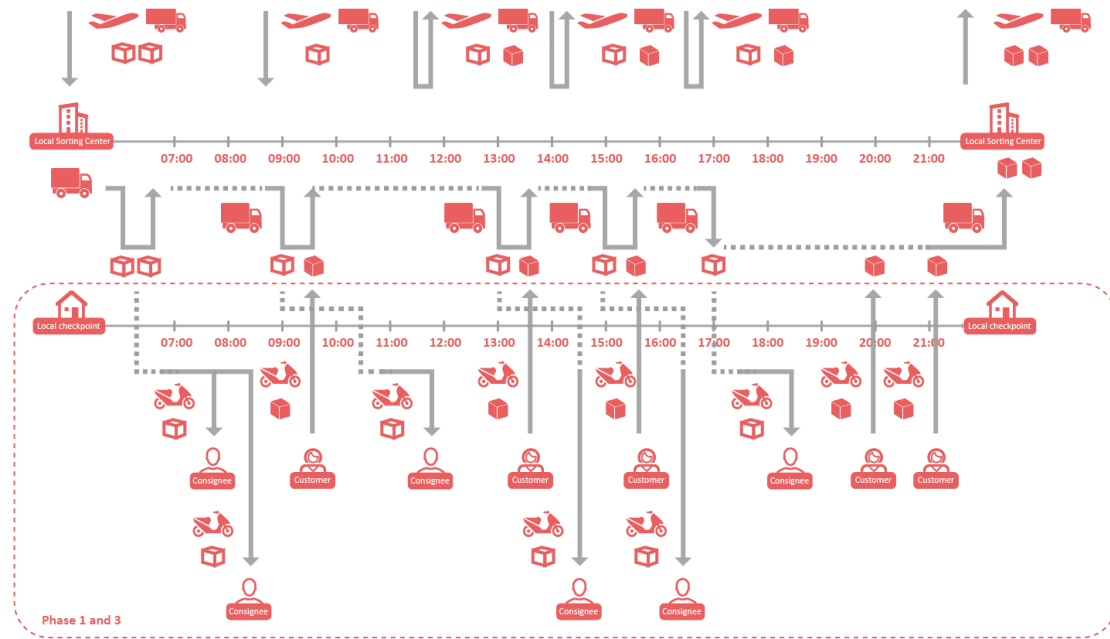 Local Sorting Center
Local Sorting Center
07:00 08:00 09:00 10:00 11:00 12:00 13:00 14:00 15:00 16:00 17:00 18:00 19:00 20:00 21:00
Local checkpoint
Local checkpoint
07:00 08:00 09:00 10:00 11:00 12:00 13:00 14:00 15:00 16:00 17:00 18:00 19:00 20:00 21:00
Consignee
Customer
Consignee
Customer
Customer
Consignee
Customer
Customer
Consignee
Consignee
Consignee
Phase 1 and 3